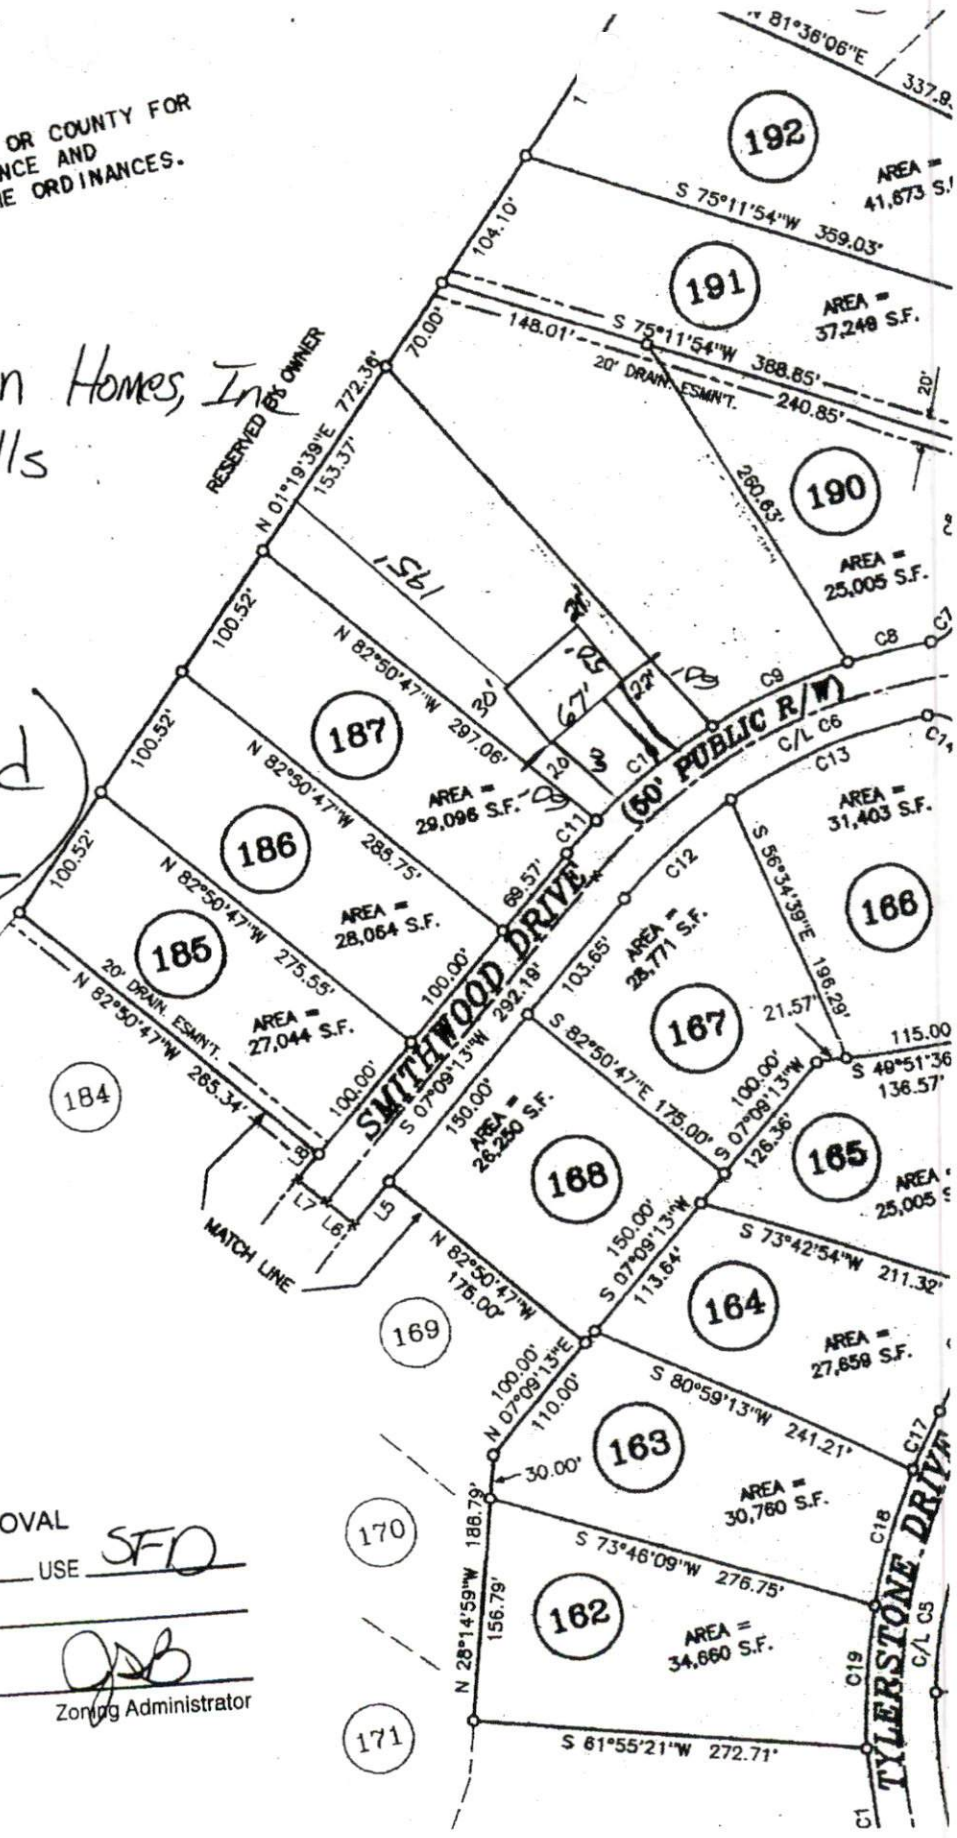 OR COUNTY FOR
NCE AND
E ORDINANCES.
n Homes, Inc
lls
d
N 81°36'06"E
337.8
192
AREA =
41,673 S.
S 75°11'54"W 359.03'
104.10'
191
AREA =
37,248 S.F.
70.00'
148.01'
S 75°11'54"W 388.85'
20' DRAIN. ESMN'T.
240.85'
20'
RESERVED BY OWNER
N 01°19'39"E 772.36'
153.37'
260.63'
190
AREA =
25,005 S.F.
195'
50'
30'
67'
22'
20
C8
C7
C9
C/L C6
C13
C11
C12
(50' PUBLIC R/W)
100.52'
N 82°50'47"W 297.06'
187
AREA =
29,096 S.F.
100.52'
N 82°50'47"W 288.75'
186
AREA =
28,064 S.F.
69.57'
100.52'
N 82°50'47"W 275.55'
185
AREA =
27,044 S.F.
100.00'
20' DRAIN. ESMN'T.
N 82°50'47"W 265.34'
100.00'
184
SMITHWOOD DRIVE
S 07°09'13"W 292.19'
103.65'
150.00'
AREA =
31,403 S.F.
166
S 56°34'39"E 196.29'
AREA =
28,771 S.F.
167
21.57'
115.00
S 49°51'36
136.57'
S 82°50'47"E 175.00'
100.00'
S 07°09'13"W
126.36'
165
AREA
25,005 S
AREA =
26,250 S.F.
168
L8
L7
L6
L5
MATCH LINE
N 82°50'47"W
175.00'
150.00'
S 07°09'13"W
113.64'
S 73°42'54"W 211.32'
164
AREA =
27,659 S.F.
169
100.00'
N 07°09'13"E
110.00'
S 80°59'13"W 241.21'
C17
163
30.00'
AREA =
30,760 S.F.
170
186.79'
N 28°14'59"W
156.79'
S 73°46'09"W 276.75'
C18
162
AREA =
34,660 S.F.
C19
C/L C5
TYLERSTONE DRIVE
171
S 61°55'21"W 272.71'
C1
OVAL
USE SFD
Zoning Administrator